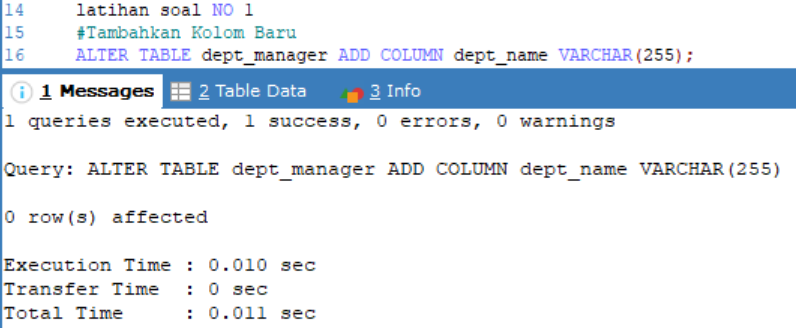 14 latihan soal NO 1
15 #Tambahkan Kolom Baru
16 ALTER TABLE dept_manager ADD COLUMN dept_name VARCHAR(255);
1 Messages 2 Table Data 3 Info
1 queries executed, 1 success, 0 errors, 0 warnings
Query: ALTER TABLE dept_manager ADD COLUMN dept_name VARCHAR(255)
0 row(s) affected
Execution Time : 0.010 sec
Transfer Time : 0 sec
Total Time : 0.011 sec